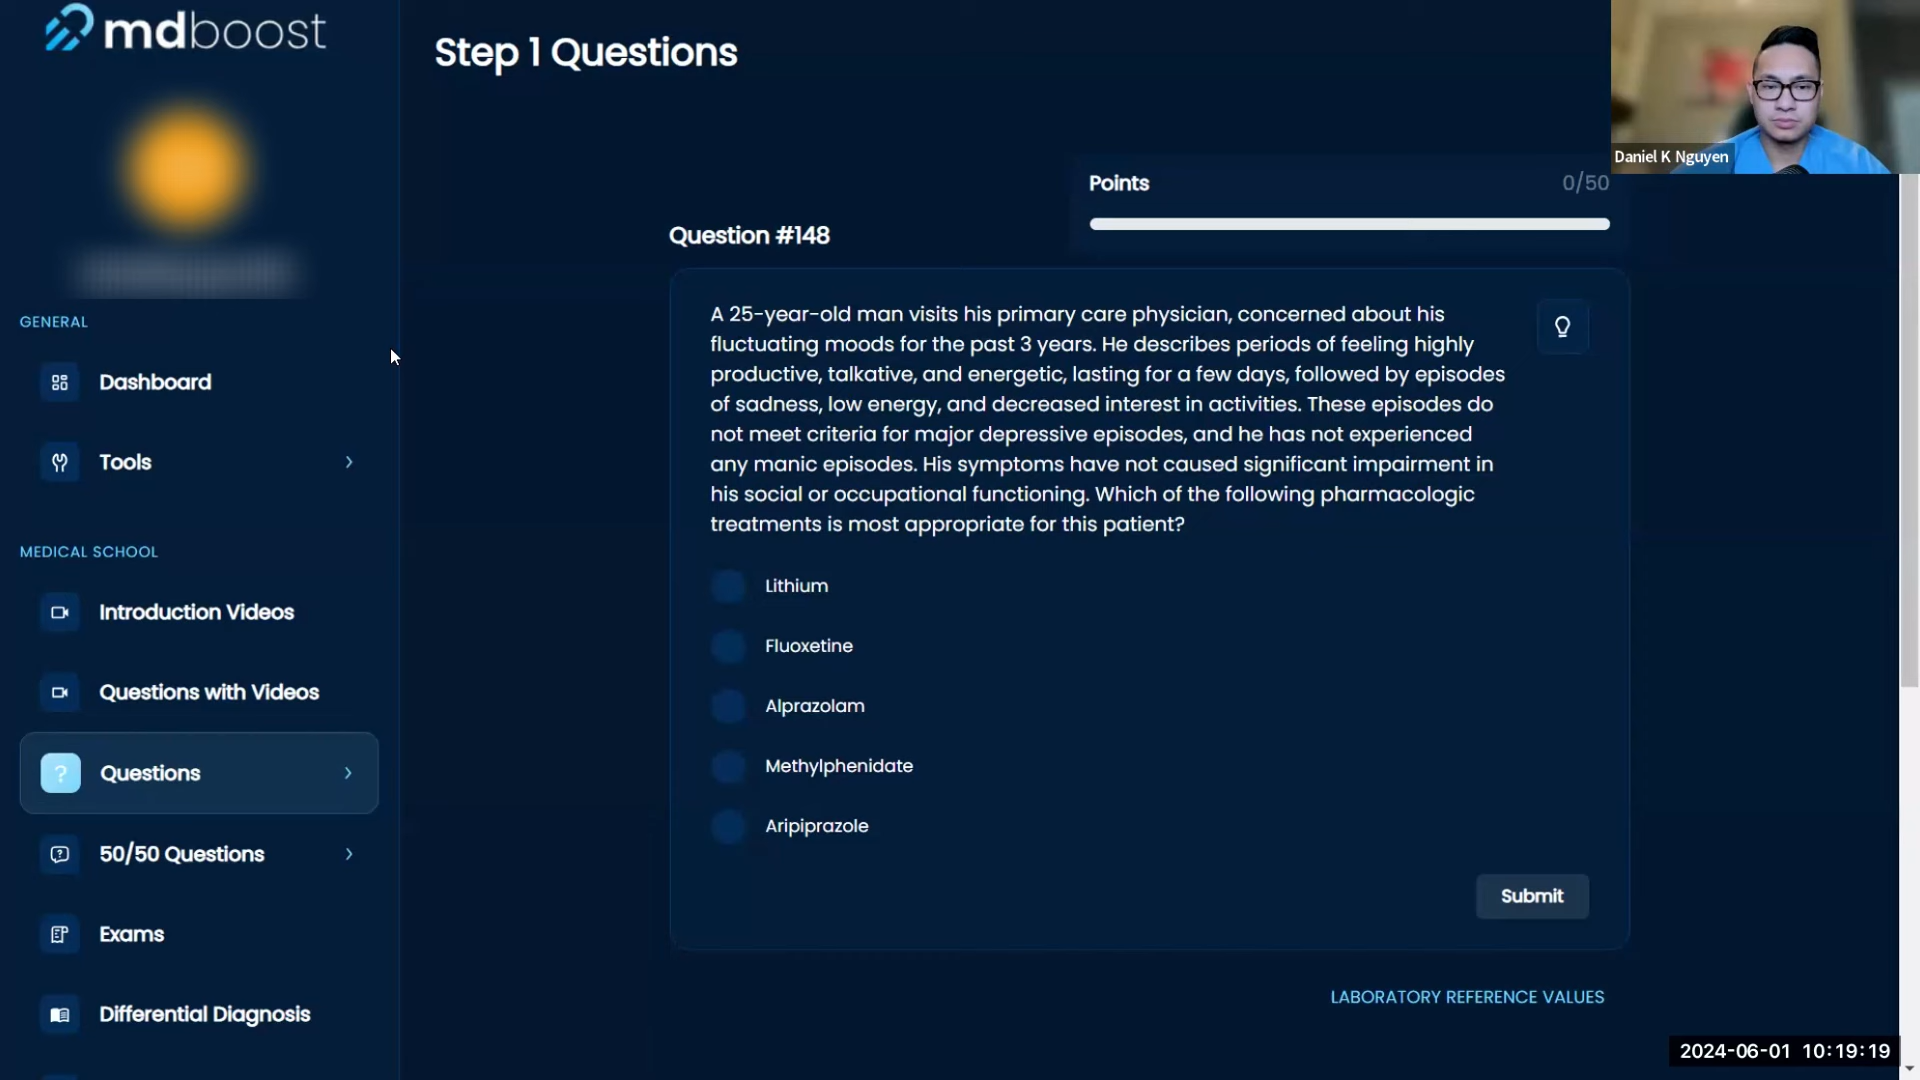 mdboost
Step 1 Questions
Daniel K Nguyen
Points
0/50
Question #148
A 25-year-old man visits his primary care physician, concerned about his
fluctuating moods for the past 3 years. He describes periods of feeling highly
productive, talkative, and energetic, lasting for a few days, followed by episodes
of sadness, low energy, and decreased interest in activities. These episodes do
not meet criteria for major depressive episodes, and he has not experienced
any manic episodes. His symptoms have not caused significant impairment in
his social or occupational functioning. Which of the following pharmacologic
treatments is most appropriate for this patient?
Lithium
Fluoxetine
Alprazolam
Methylphenidate
Aripiprazole
Submit
LABORATORY REFERENCE VALUES
GENERAL
Dashboard
Tools
MEDICAL SCHOOL
Introduction Videos
Questions with Videos
? Questions
50/50 Questions
Exams
Differential Diagnosis
2024-06-01 10:19:19